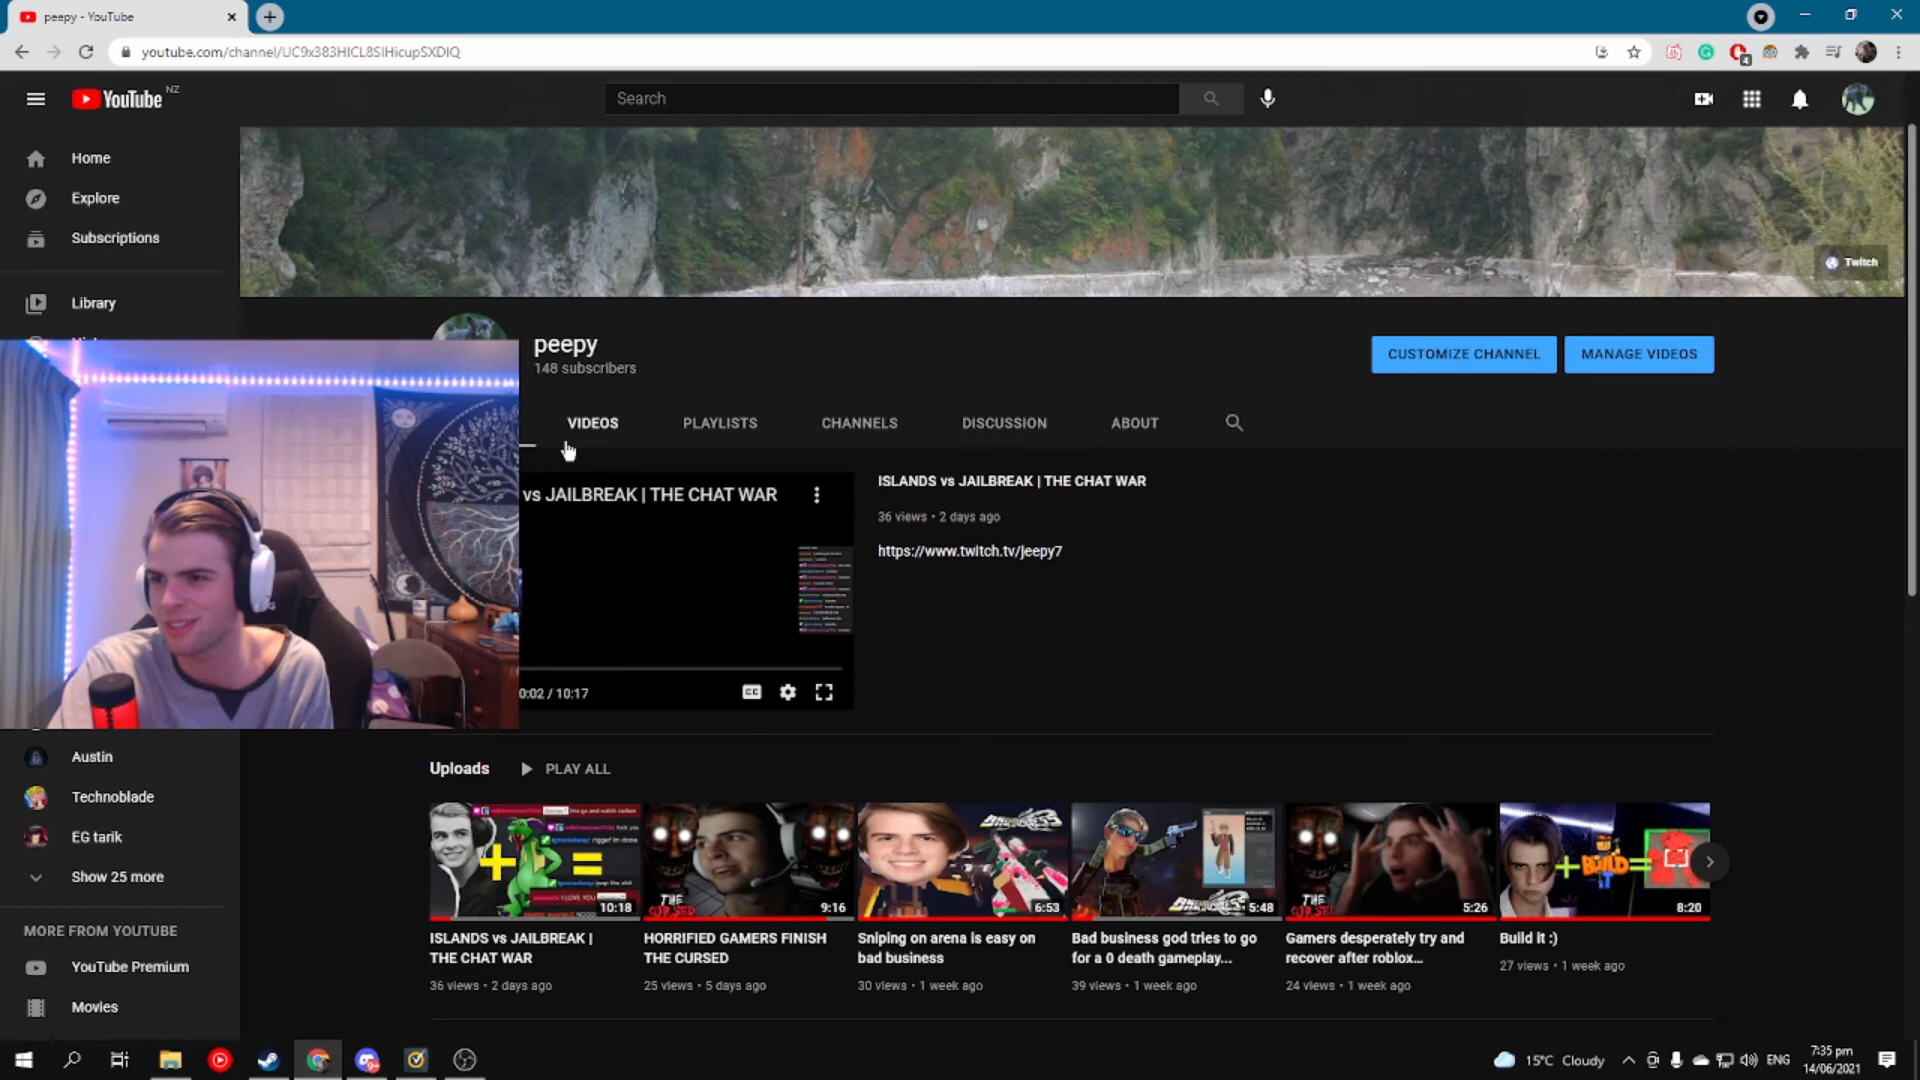 peepy - YouTube
youtube.com/channel/UC9x383HICL8SIHicupSXDIQ
YouTube NZ
Search
Home
Explore
Subscriptions
Library
Twitch
peepy
148 subscribers
CUSTOMIZE CHANNEL
MANAGE VIDEOS
VIDEOS
PLAYLISTS
CHANNELS
DISCUSSION
ABOUT
vs JAILBREAK | THE CHAT WAR
ISLANDS vs JAILBREAK | THE CHAT WAR
36 views • 2 days ago
https://www.twitch.tv/jeepy7
0:02 / 10:17
CC
Austin
Technoblade
EG tarik
Show 25 more
MORE FROM YOUTUBE
YouTube Premium
Movies
Uploads
PLAY ALL
10:18
ISLANDS vs JAILBREAK |
THE CHAT WAR
36 views • 2 days ago
THE
CURSED
9:16
HORRIFIED GAMERS FINISH
THE CURSED
25 views • 5 days ago
6:53
Sniping on arena is easy on
bad business
30 views • 1 week ago
5:48
Bad business god tries to go
for a 0 death gameplay...
39 views • 1 week ago
THE
CURSED
5:26
Gamers desperately try and
recover after roblox...
24 views • 1 week ago
BUILD
IT
8:20
Build it :)
27 views • 1 week ago
15°C Cloudy
ENG
7:35 pm
14/06/2021